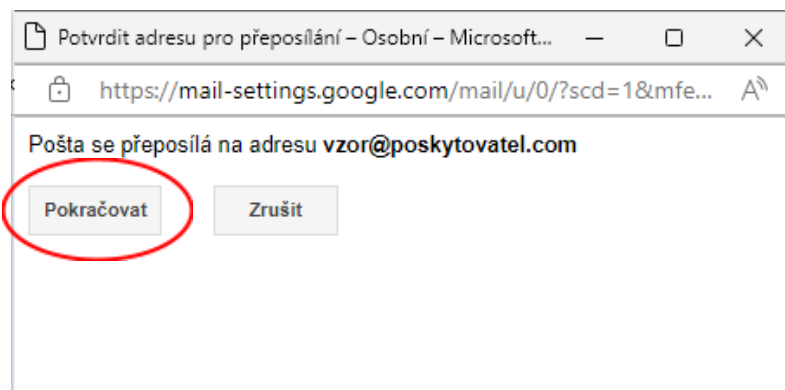 Potvrdit adresu pro přeposílání – Osobní – Microsoft...
https://mail-settings.google.com/mail/u/0/?scd=1&mfe...
Pošta se přeposílá na adresu vzor@poskytovatel.com
Pokračovat Zrušit